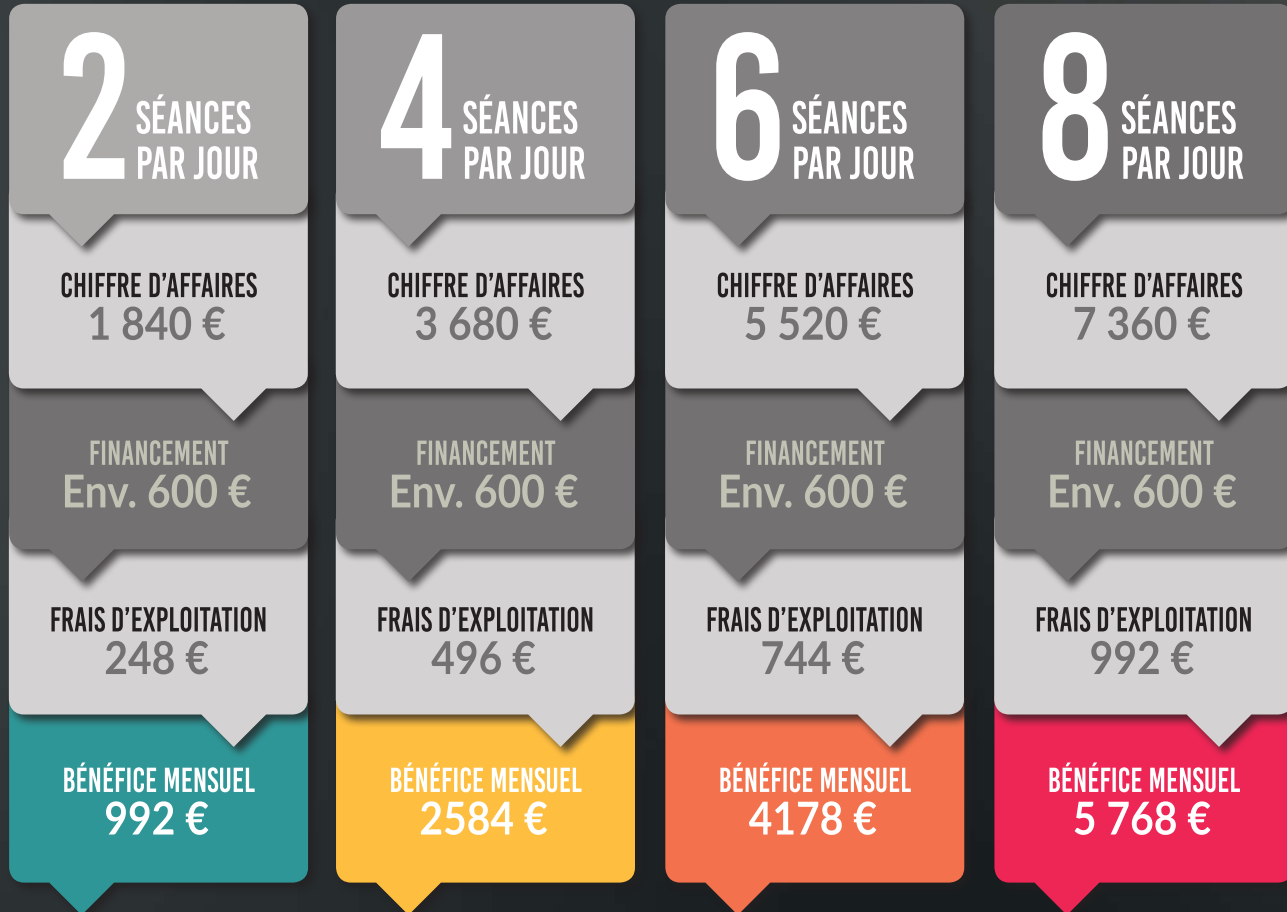 2 SÉANCES
PAR JOUR
CHIFFRE D'AFFAIRES
1 840 €
FINANCEMENT
Env. 600 €
FRAIS D'EXPLOITATION
248 €
BÉNÉFICE MENSUEL
992 €
4 SÉANCES
PAR JOUR
CHIFFRE D'AFFAIRES
3 680 €
FINANCEMENT
Env. 600 €
FRAIS D'EXPLOITATION
496 €
BÉNÉFICE MENSUEL
2584 €
6 SÉANCES
PAR JOUR
CHIFFRE D'AFFAIRES
5 520 €
FINANCEMENT
Env. 600 €
FRAIS D'EXPLOITATION
744 €
BÉNÉFICE MENSUEL
4178 €
8 SÉANCES
PAR JOUR
CHIFFRE D'AFFAIRES
7 360 €
FINANCEMENT
Env. 600 €
FRAIS D'EXPLOITATION
992 €
BÉNÉFICE MENSUEL
5 768 €